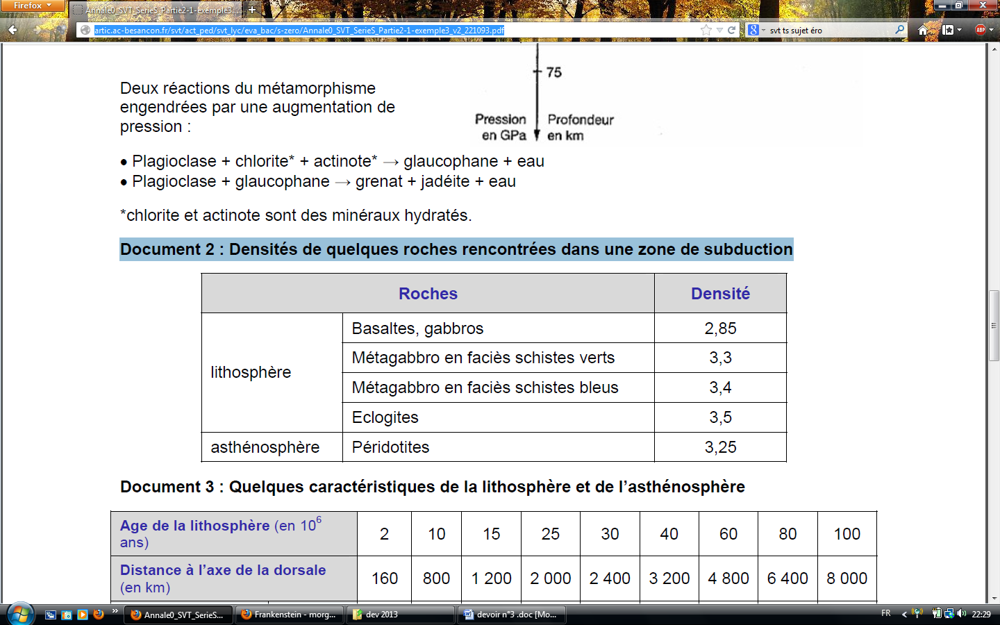 Firefox
Annale0_SVT_SerieS_Partie2-1-exemple3...
artic.ac-besancon.fr/svt/act_ped/svt_lyc/eva_bac/s-zero/Annale0_SVT_SerieS_Partie2-1-exemple3_v2_221093.pdf
svt ts sujet éro
ABP
75
Pression
en GPa
Profondeur
en km
Deux réactions du métamorphisme
engendrées par une augmentation de
pression :
• Plagioclase + chlorite* + actinote* → glaucophane + eau
• Plagioclase + glaucophane → grenat + jadéite + eau
*chlorite et actinote sont des minéraux hydratés.
Document 2 : Densités de quelques roches rencontrées dans une zone de subduction
Roches Densité
lithosphère
Basaltes, gabbros 2,85
Métagabbro en faciès schistes verts 3,3
Métagabbro en faciès schistes bleus 3,4
Eclogites 3,5
asthénosphère Péridotites 3,25
Document 3 : Quelques caractéristiques de la lithosphère et de l'asthénosphère
Age de la lithosphère (en 10⁶
ans)
2 10 15 25 30 40 60 80 100
Distance à l'axe de la dorsale
(en km)
160 800 1 200 2 000 2 400 3 200 4 800 6 400 8 000
Annale0_SVT_SerieS...
Frankenstein - morg...
dev 2013
devoir n°3 .doc [Mo...
FR
22:29